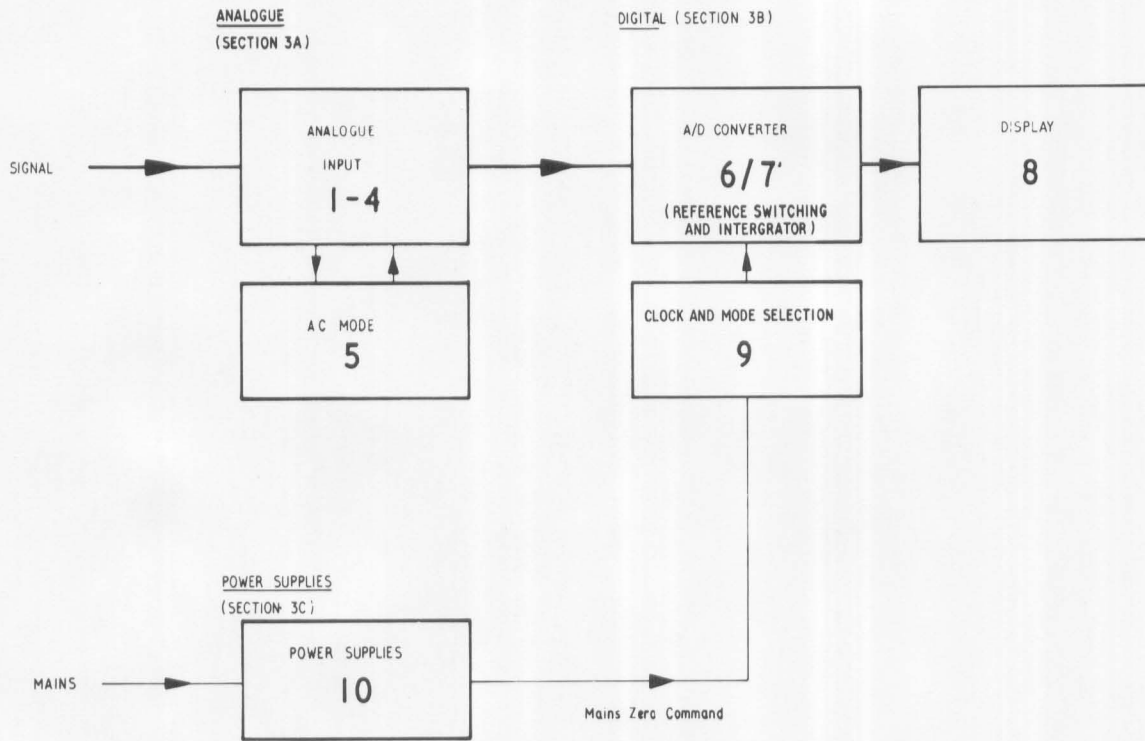 ANALOGUE
(SECTION 3A)
DIGITAL (SECTION 3B)
SIGNAL
ANALOGUE
INPUT
1-4
A/D CONVERTER
6/7
(REFERENCE SWITCHING
AND INTERGRATOR)
DISPLAY
8
A.C MODE
5
CLOCK AND MODE SELECTION
9
POWER SUPPLIES
(SECTION 3C)
MAINS
POWER SUPPLIES
10
Mains Zero Command